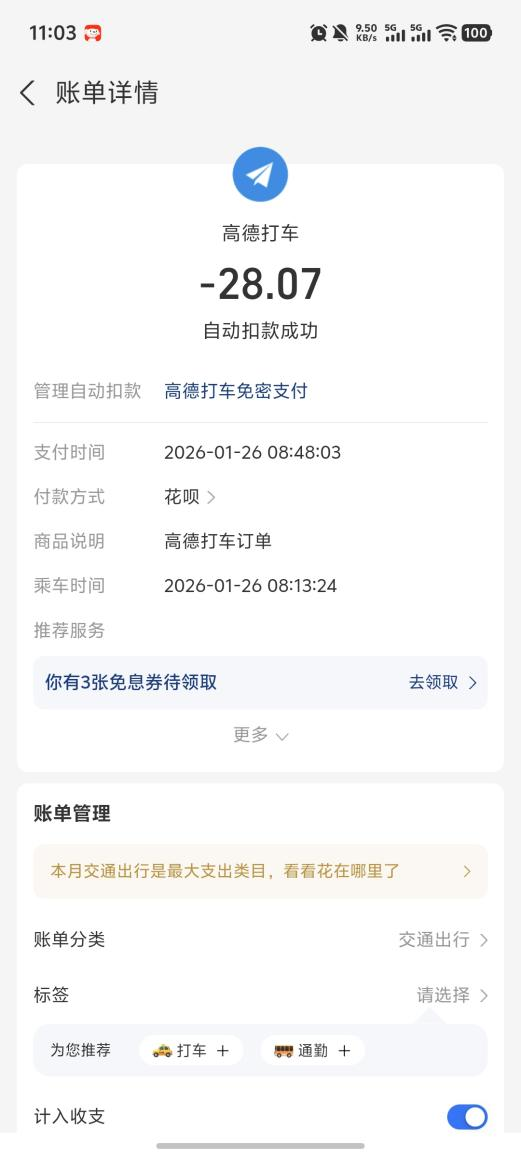 11:03
9.50 KB/s 5G 5G 100
账单详情
高德打车
-28.07
自动扣款成功
管理自动扣款 高德打车免密支付
支付时间 2026-01-26 08:48:03
付款方式 花呗
商品说明 高德打车订单
乘车时间 2026-01-26 08:13:24
推荐服务
你有3张免息券待领取 去领取
更多
账单管理
本月交通出行是最大支出类目，看看花在哪里了
账单分类 交通出行
标签 请选择
为您推荐 打车 + 通勤 +
计入收支